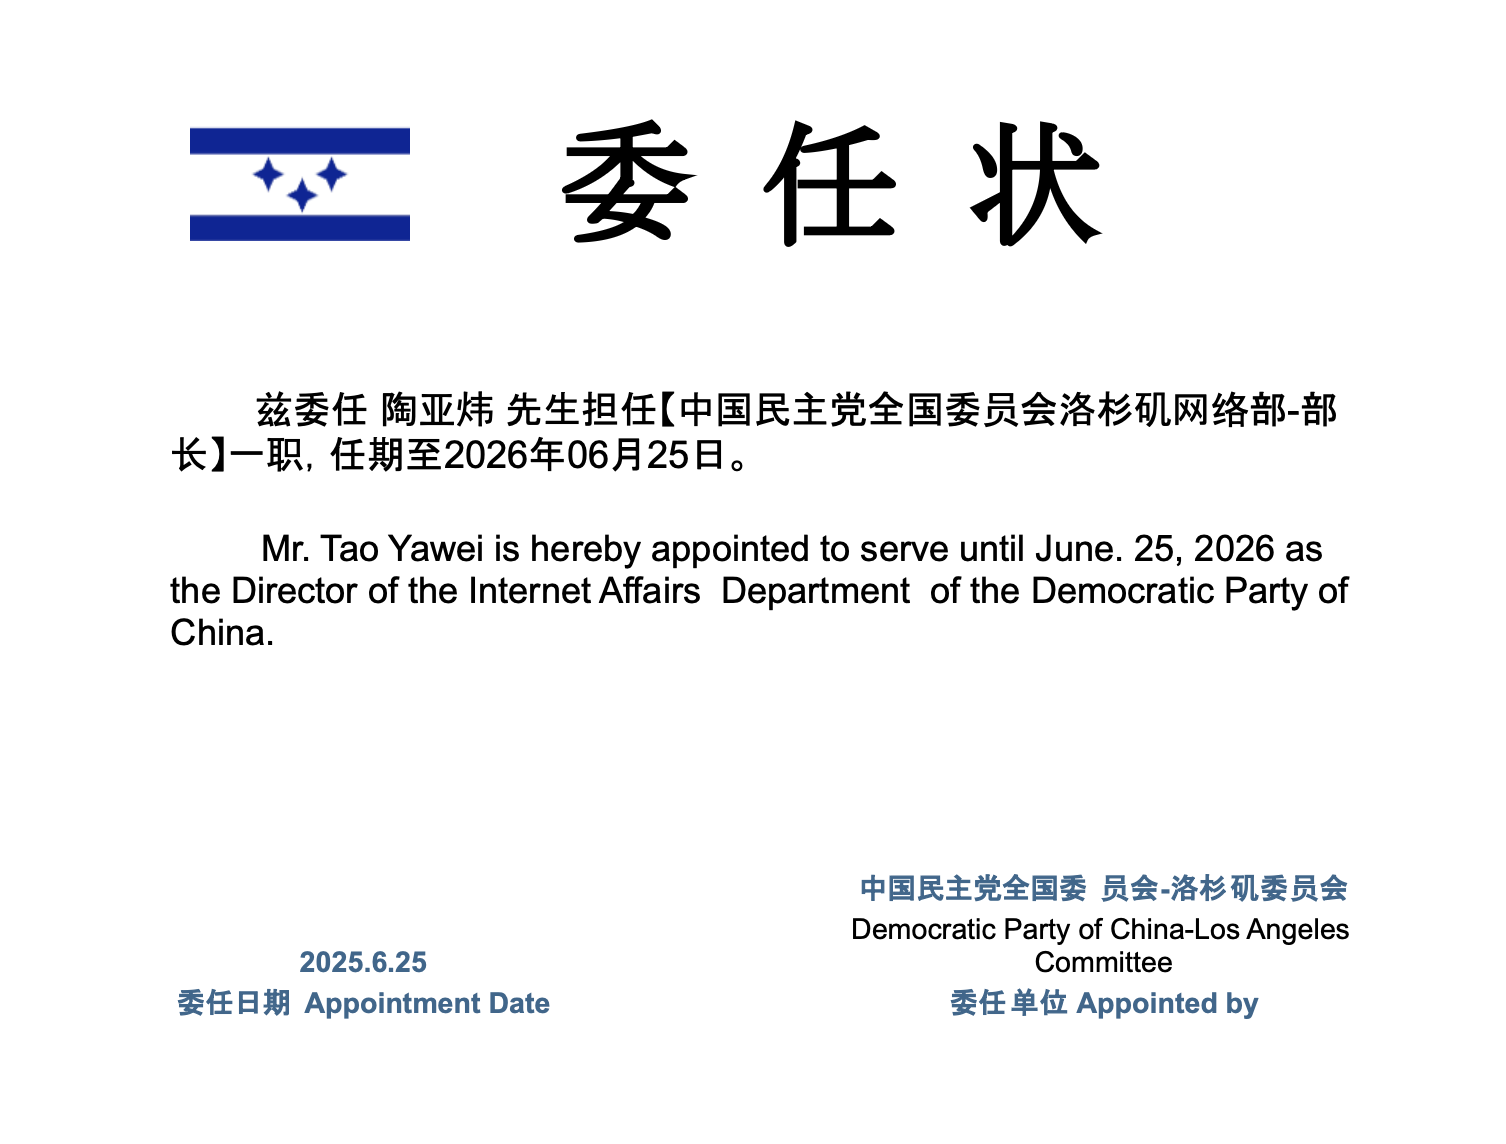 委任状
兹委任 陶亚炜 先生担任【中国民主党全国委员会洛杉矶网络部-部
长】一职，任期至2026年06月25日。
Mr. Tao Yawei is hereby appointed to serve until June. 25, 2026 as
the Director of the Internet Affairs Department of the Democratic Party of
China.
中国民主党全国委 员会-洛杉矶委员会
Democratic Party of China-Los Angeles
Committee
委任单位 Appointed by
2025.6.25
委任日期 Appointment Date